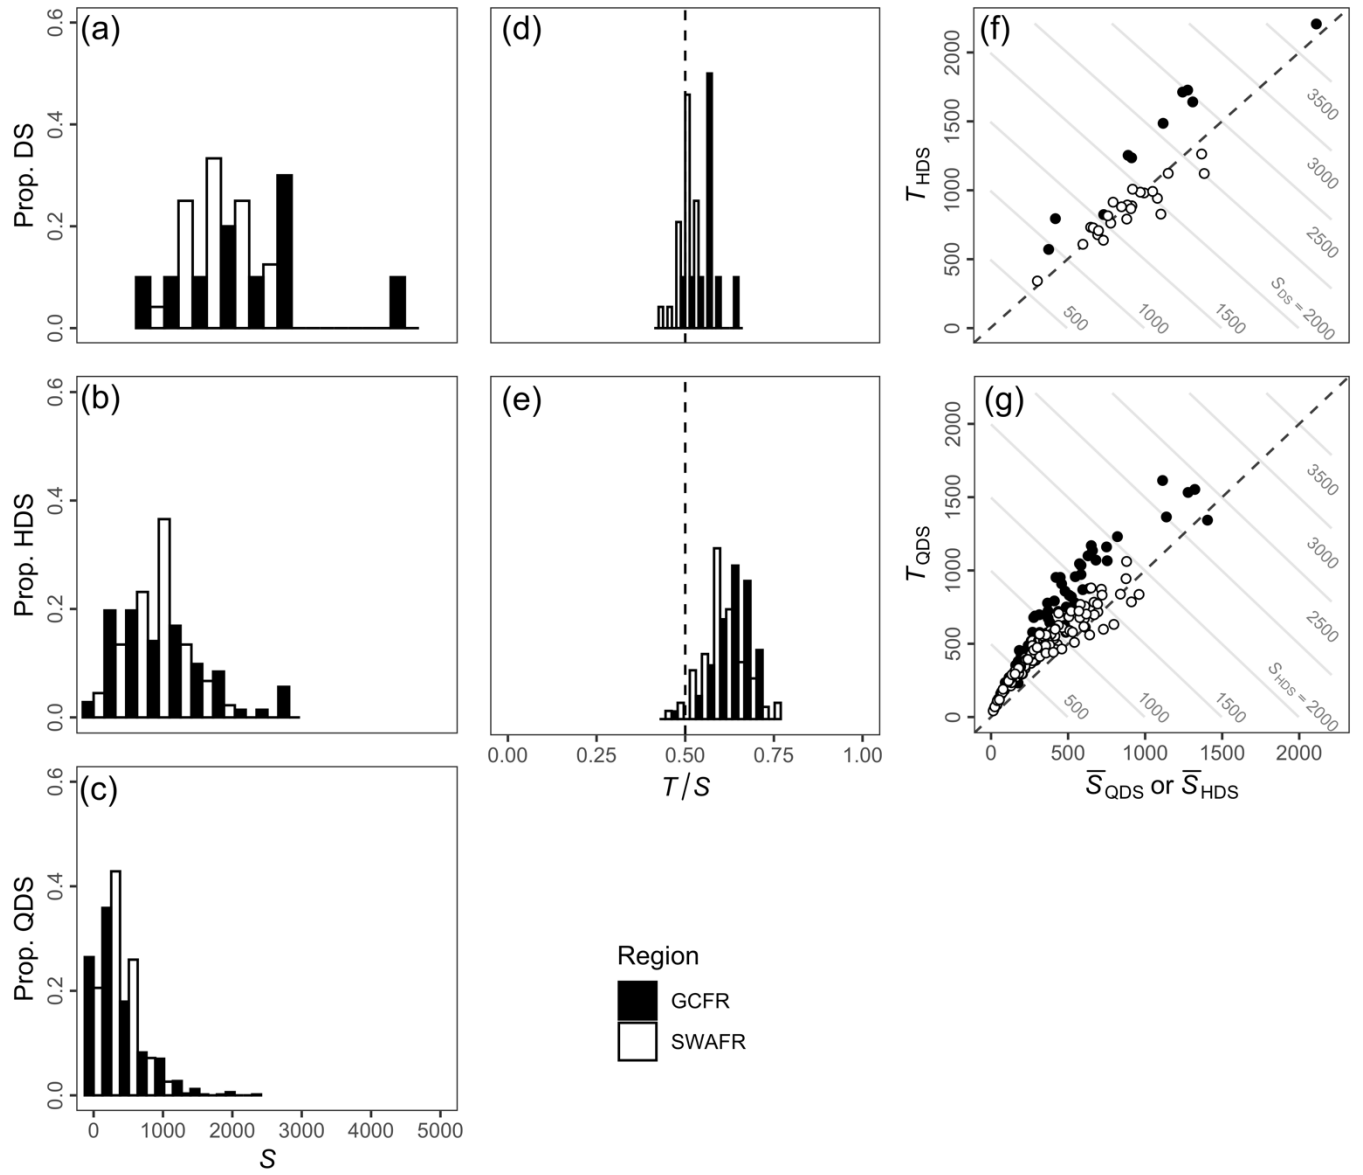 (a)
Prop. DS
0.6
0.4
0.2
0.0
(b)
Prop. HDS
0.6
0.4
0.2
0.0
(c)
Prop. QDS
0.6
0.4
0.2
0.0
0 1000 2000 3000 4000 5000
S
(d)
(e)
0.00 0.25 0.50 0.75 1.00
T/S
(f)
T HDS
2000
1500
1000
500
0
3500
3000
2500
S DS = 2000
1500
1000
500
(g)
T QDS
2000
1500
1000
500
0
3500
3000
2500
S HDS = 2000
1500
1000
500
0 500 1000 1500 2000
S̅ QDS or S̅ HDS
Region
GCFR
SWAFR